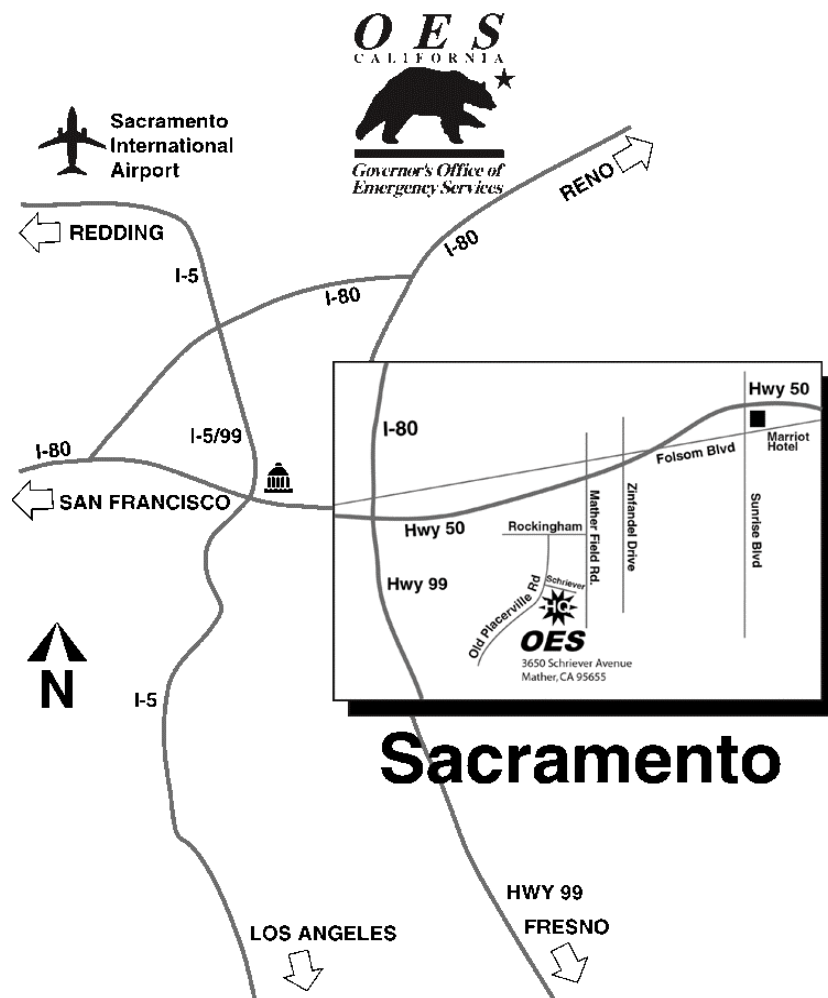 OES
CALIFORNIA
Governor's Office of
Emergency Services
Sacramento
International
Airport
RENO
REDDING
I-80
I-5
I-80
Hwy 50
I-5/99
I-80
Marriot
Hotel
I-80
Folsom Blvd
SAN FRANCISCO
Hwy 50
Rockingham
Mather Field Rd.
Zinfandel Drive
Sunrise Blvd
Hwy 99
Schriever
Old Placerville Rd
HQ
OES
3650 Schriever Avenue
Mather, CA 95655
N
I-5
Sacramento
HWY 99
LOS ANGELES
FRESNO